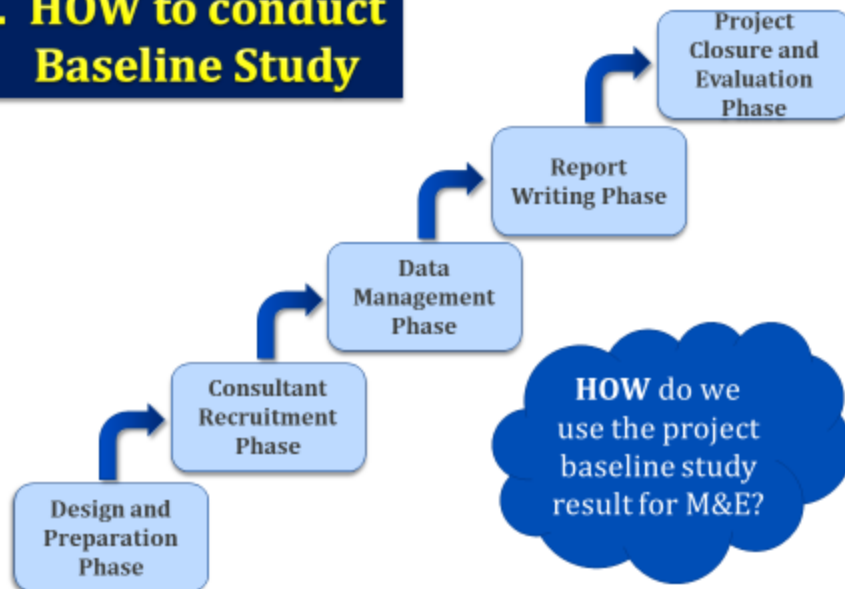 . HOW to conduct
Baseline Study
Project
Closure and
Evaluation
Phase
Report
Writing Phase
Data
Management
Phase
Consultant
Recruitment
Phase
Design and
Preparation
Phase
HOW do we
use the project
baseline study
result for M&E?